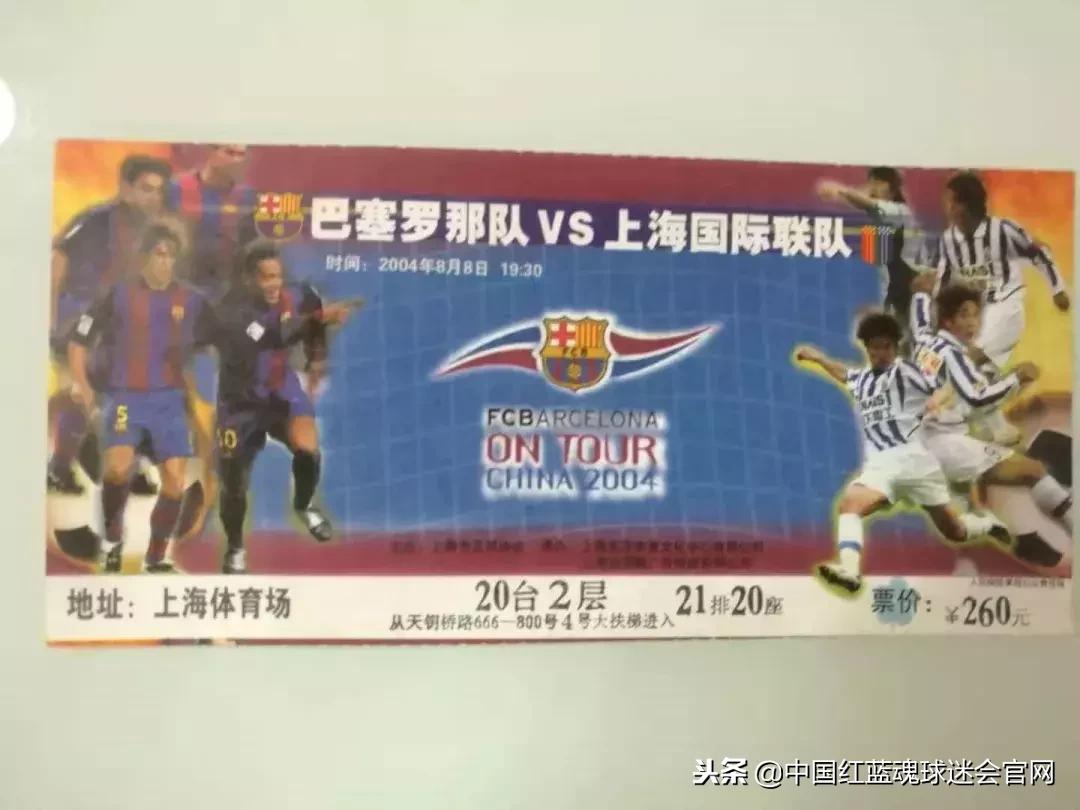 巴塞罗那队 VS 上海国际联队
时间：2004年8月8日 19:30
FCB
FCBARCELONA
ON TOUR
CHINA 2004
5
10
地址：上海体育场
20台2层
从天钥桥路666—800号4号大扶梯进入
21排20座
票价：
¥260元
头条 @中国红蓝魂球迷会官网